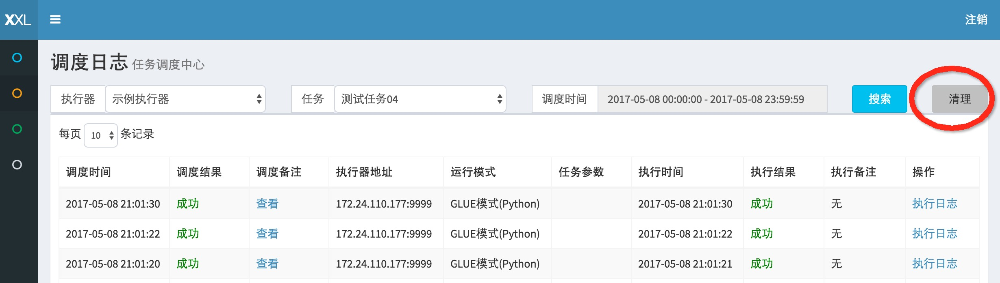 XXL 注销
调度日志 任务调度中心
执行器 示例执行器 任务 测试任务04 调度时间 2017-05-08 00:00:00 - 2017-05-08 23:59:59 搜索 清理
每页 10 条记录
调度时间 调度结果 调度备注 执行器地址 运行模式 任务参数 执行时间 执行结果 执行备注 操作
2017-05-08 21:01:30 成功 查看 172.24.110.177:9999 GLUE模式(Python) 2017-05-08 21:01:30 成功 无 执行日志
2017-05-08 21:01:22 成功 查看 172.24.110.177:9999 GLUE模式(Python) 2017-05-08 21:01:22 成功 无 执行日志
2017-05-08 21:01:20 成功 查看 172.24.110.177:9999 GLUE模式(Python) 2017-05-08 21:01:21 成功 无 执行日志